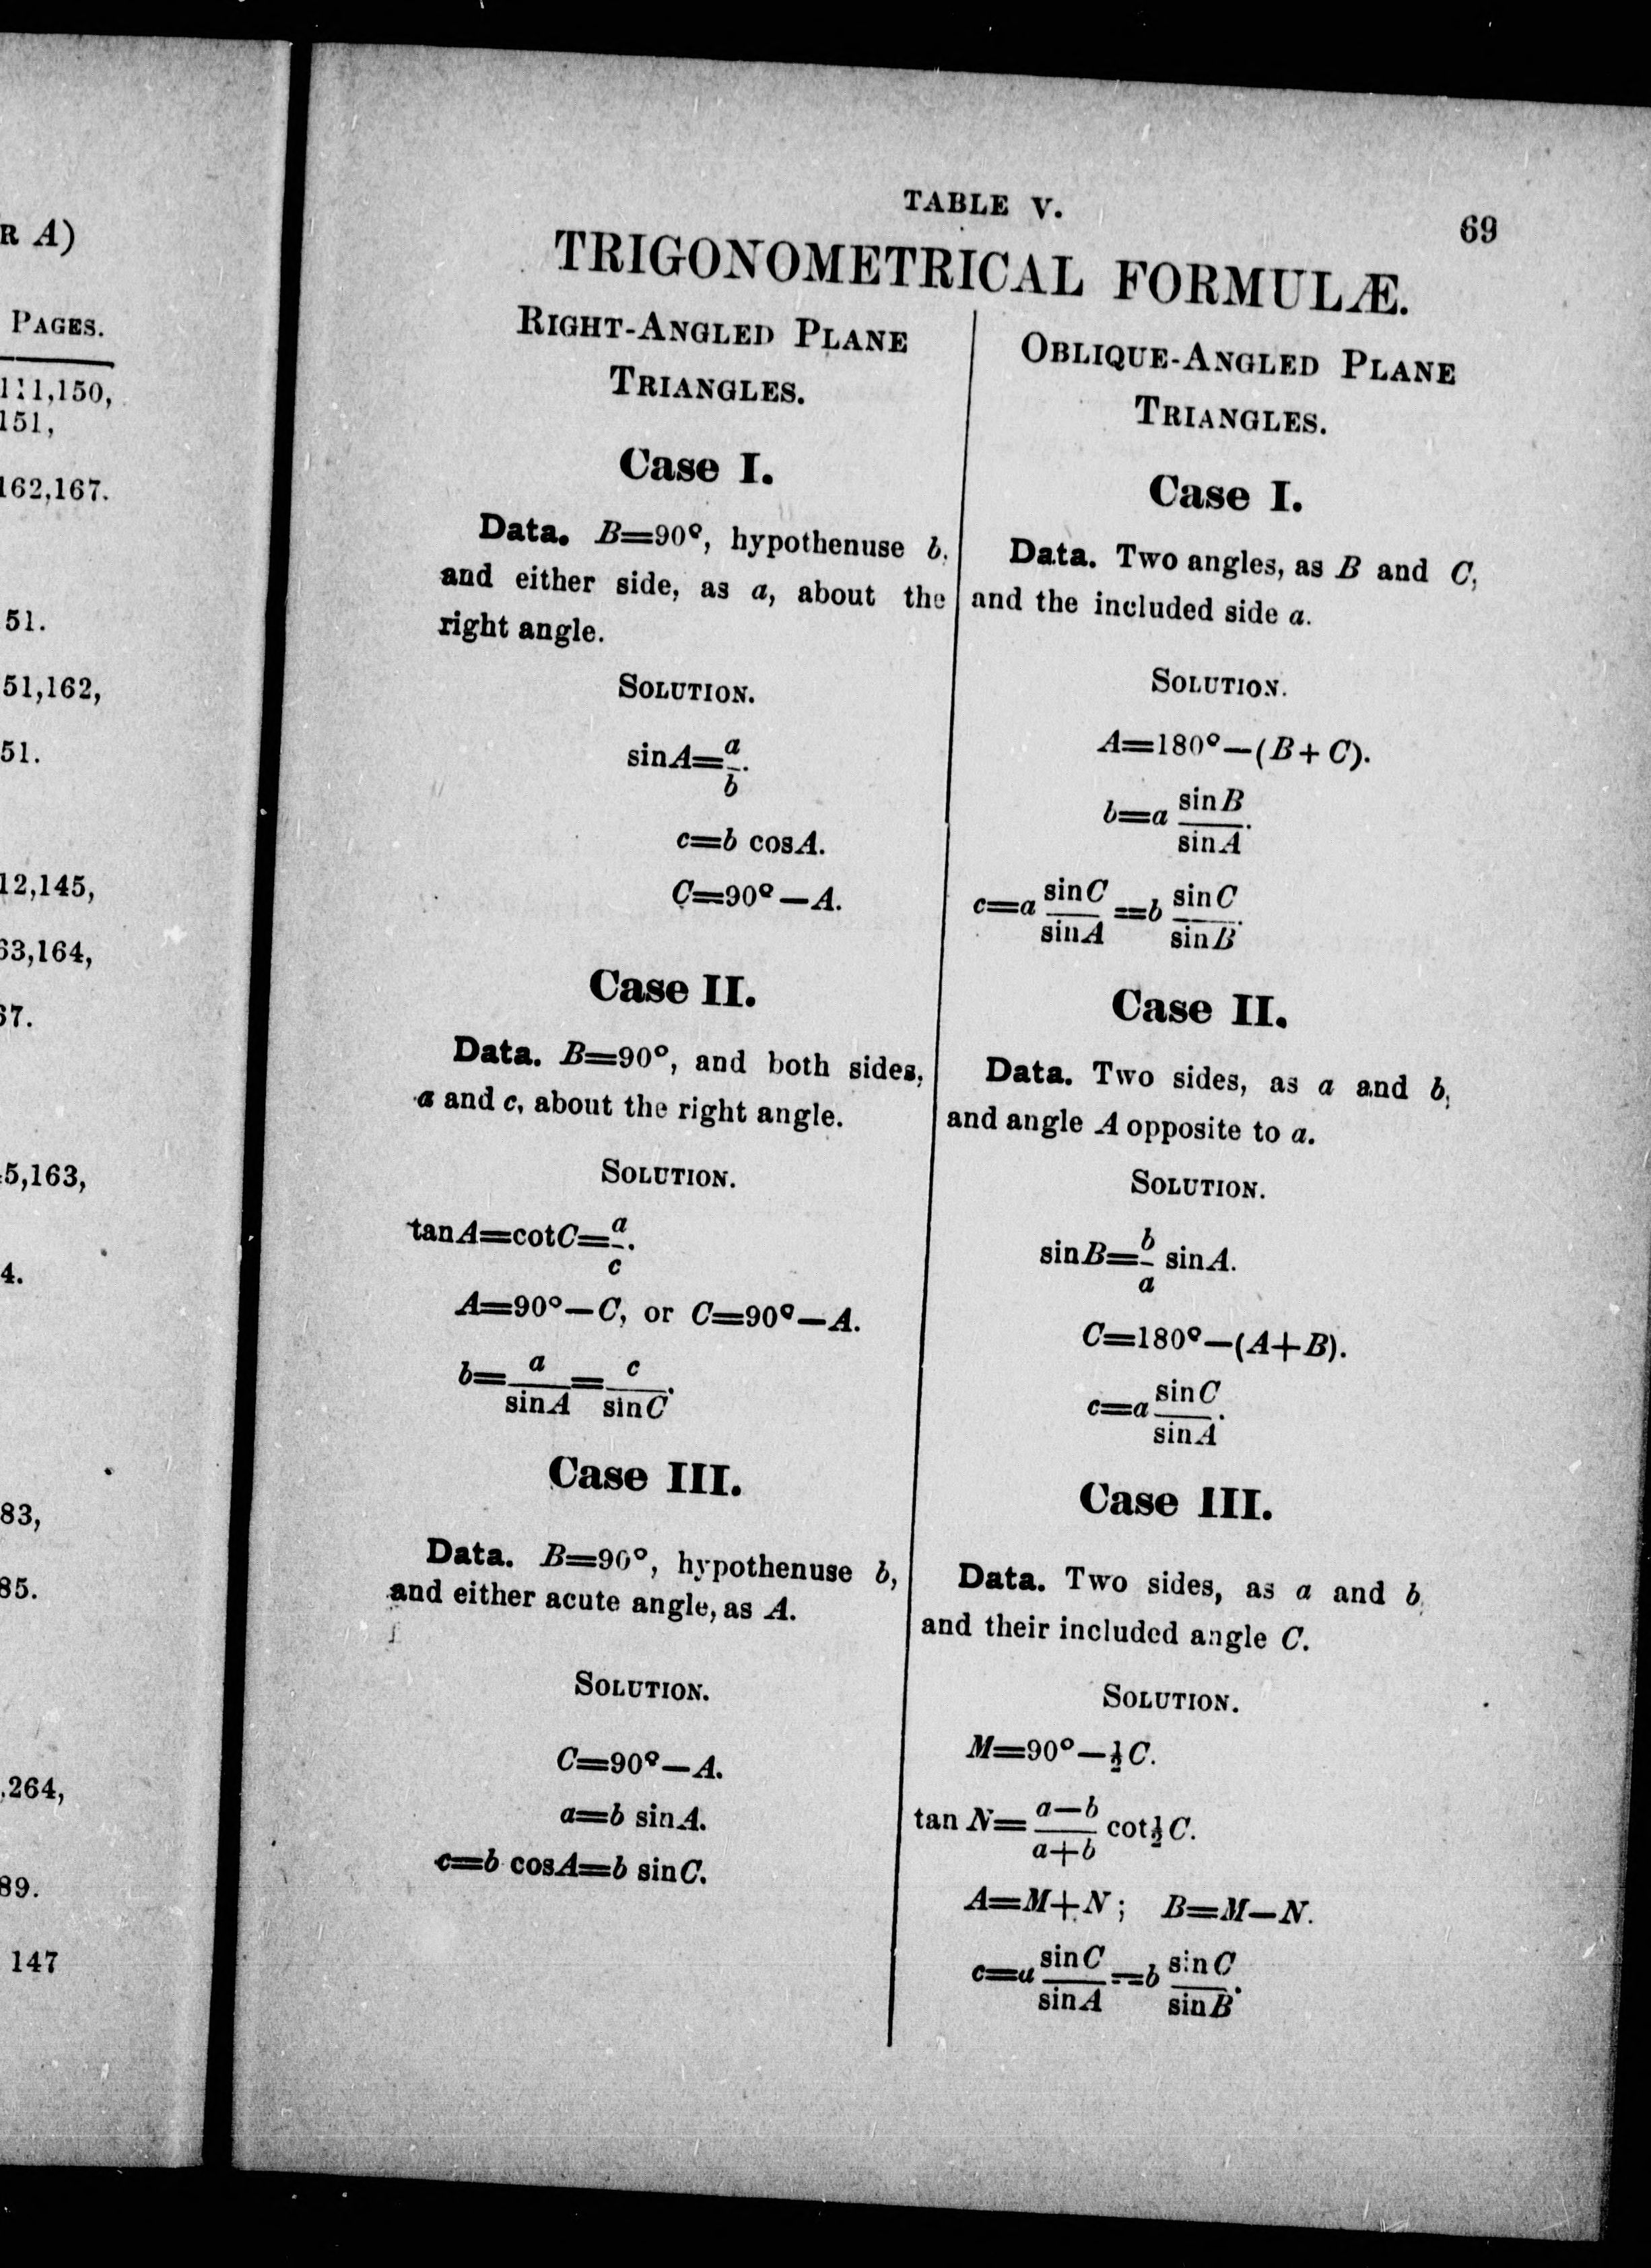 R A)
PAGES.
111,150,
151,
162,167.
51.
51,162,
51.
12,145,
63,164,
67.
5,163,
4.
83,
85.
,264,
89.
147
TABLE V.
69
TRIGONOMETRICAL FORMULÆ.
RIGHT-ANGLED PLANE
TRIANGLES.
Case I.
Data. B=90°, hypothenuse b,
and either side, as a, about the
right angle.
SOLUTION.
sinA=a/b.
c=b cosA.
C=90°—A.
Case II.
Data. B=90°, and both sides,
a and c, about the right angle.
SOLUTION.
tanA=cotC=a/c.
A=90°—C, or C=90°—A.
b=a/sinA=c/sinC.
Case III.
Data. B=90°, hypothenuse b,
and either acute angle, as A.
SOLUTION.
C=90°—A.
a=b sinA.
c=b cosA=b sinC.
OBLIQUE-ANGLED PLANE
TRIANGLES.
Case I.
Data. Two angles, as B and C,
and the included side a.
SOLUTION.
A=180°—(B+C).
b=a sinB/sinA.
c=a sinC/sinA=b sinC/sinB.
Case II.
Data. Two sides, as a and b,
and angle A opposite to a.
SOLUTION.
sinB=b/a sinA.
C=180°—(A+B).
c=a sinC/sinA.
Case III.
Data. Two sides, as a and b,
and their included angle C.
SOLUTION.
M=90°—½C.
tan N=a—b/a+b cot½C.
A=M+N; B=M—N.
c=a sinC/sinA=b sinC/sinB.